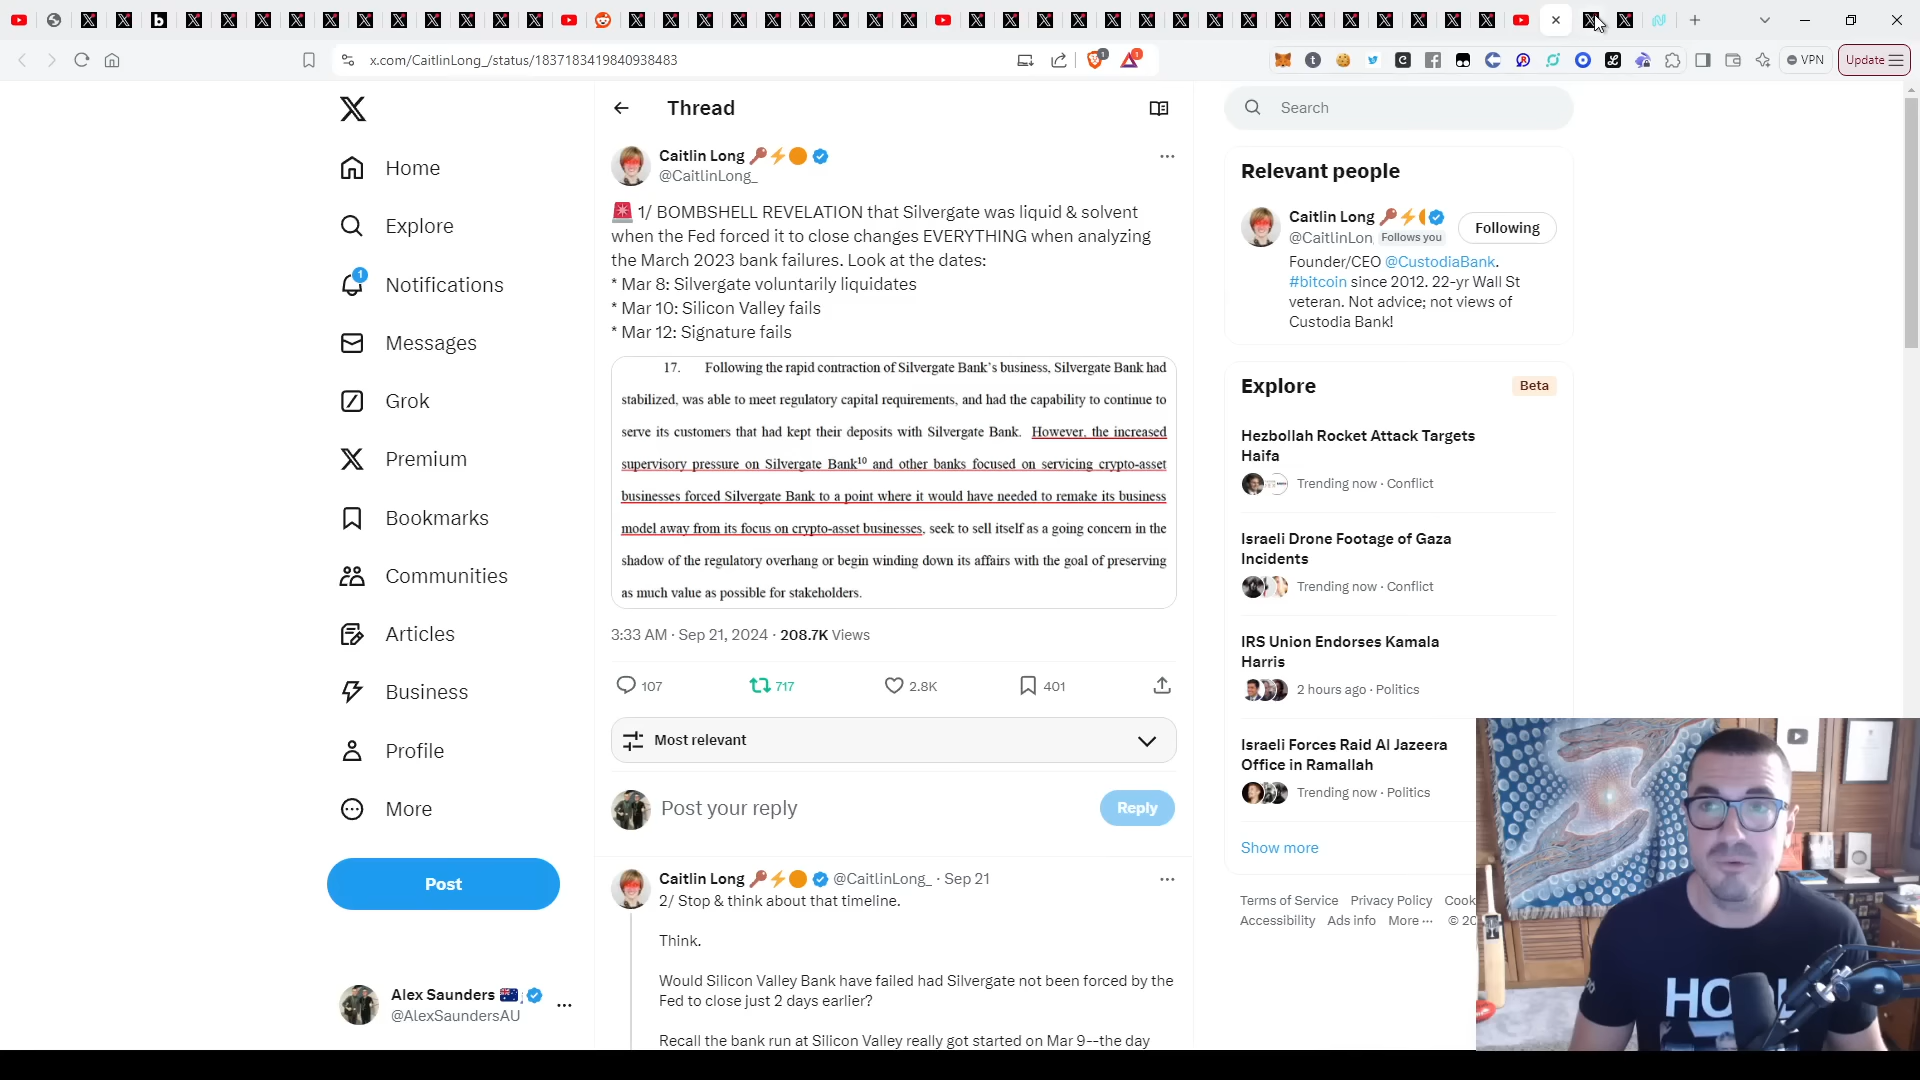 x.com/CaitlinLong_/status/1837183419840938483
1
1
VPN
Update
Home
Explore
1
Notifications
Messages
Grok
Premium
Bookmarks
Communities
Articles
Business
Profile
More
Post
Alex Saunders
@AlexSaundersAU
Thread
Caitlin Long
@CaitlinLong_
1/ BOMBSHELL REVELATION that Silvergate was liquid & solvent
when the Fed forced it to close changes EVERYTHING when analyzing
the March 2023 bank failures. Look at the dates:
* Mar 8: Silvergate voluntarily liquidates
* Mar 10: Silicon Valley fails
* Mar 12: Signature fails
17. Following the rapid contraction of Silvergate Bank's business, Silvergate Bank had
stabilized, was able to meet regulatory capital requirements, and had the capability to continue to
serve its customers that had kept their deposits with Silvergate Bank. However, the increased
supervisory pressure on Silvergate Bank10 and other banks focused on servicing crypto-asset
businesses forced Silvergate Bank to a point where it would have needed to remake its business
model away from its focus on crypto-asset businesses, seek to sell itself as a going concern in the
shadow of the regulatory overhang or begin winding down its affairs with the goal of preserving
as much value as possible for stakeholders.
3:33 AM · Sep 21, 2024 · 208.7K Views
107 717 2.8K 401
Most relevant
Post your reply
Reply
Caitlin Long @CaitlinLong_ · Sep 21
2/ Stop & think about that timeline.
Think.
Would Silicon Valley Bank have failed had Silvergate not been forced by the
Fed to close just 2 days earlier?
Recall the bank run at Silicon Valley really got started on Mar 9--the day
Search
Relevant people
Caitlin Long
@CaitlinLon Follows you
Following
Founder/CEO @CustodiaBank.
#bitcoin since 2012. 22-yr Wall St
veteran. Not advice; not views of
Custodia Bank!
Explore
Beta
Hezbollah Rocket Attack Targets
Haifa
Trending now · Conflict
Israeli Drone Footage of Gaza
Incidents
Trending now · Conflict
IRS Union Endorses Kamala
Harris
2 hours ago · Politics
Israeli Forces Raid Al Jazeera
Office in Ramallah
Trending now · Politics
Show more
Terms of Service Privacy Policy Cook
Accessibility Ads info More ··· © 20